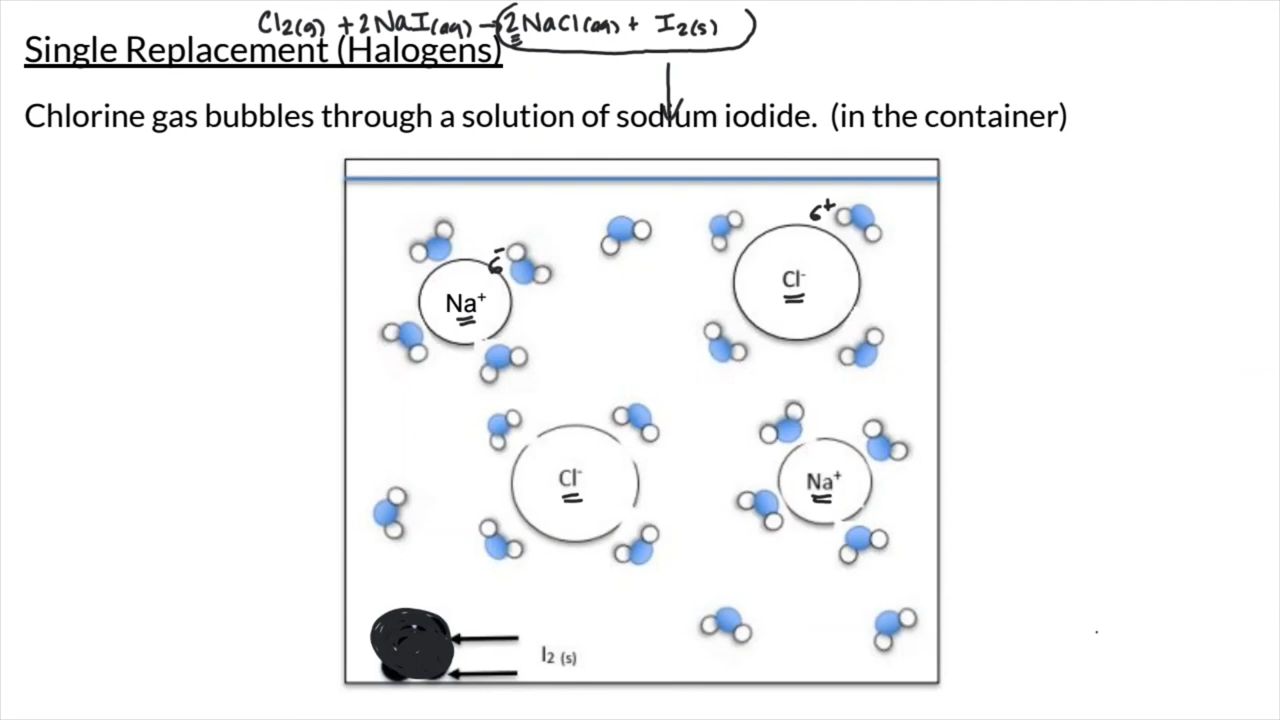 Cl2(g) + 2NaI(aq) → 2NaCl(aq) + I2(s)
Single Replacement (Halogens)
Chlorine gas bubbles through a solution of sodium iodide. (in the container)
δ+
δ-
Cl-
Na+
Cl-
Na+
I2 (s)